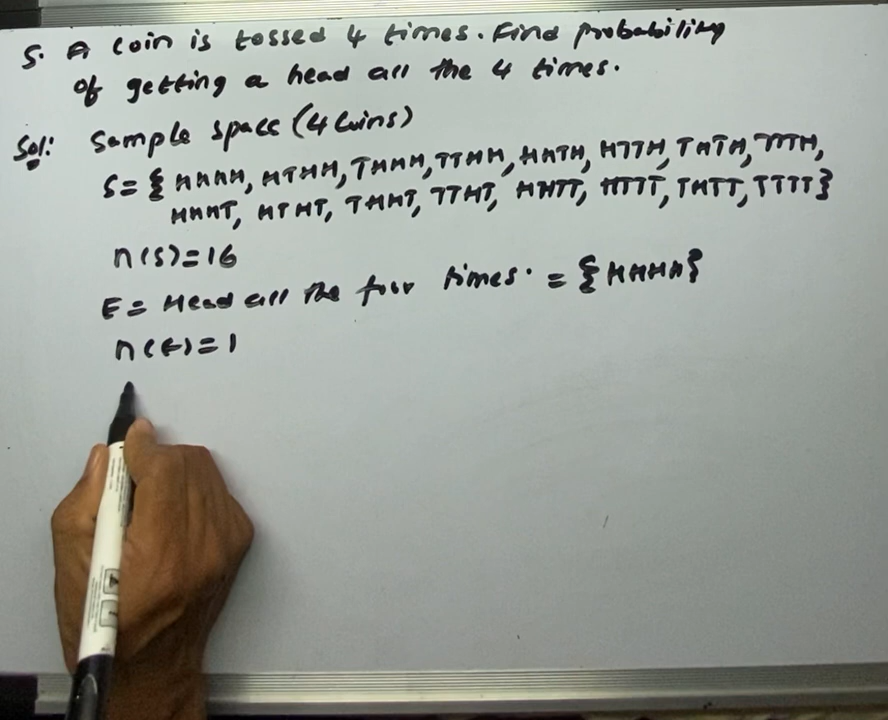 5. A coin is tossed 4 times. Find probability
of getting a head all the 4 times.
Sol: Sample space (4 coins)
S = { HHHH, HTHH, THHH, TTHH, HHTH, HTTH, THTH, TTTH,
HHHT, HTHT, THHT, TTHT, HHTT, HTTT, THTT, TTTT }
n(S) = 16
E = Head all the four times. = { HHHH }
n(E) = 1